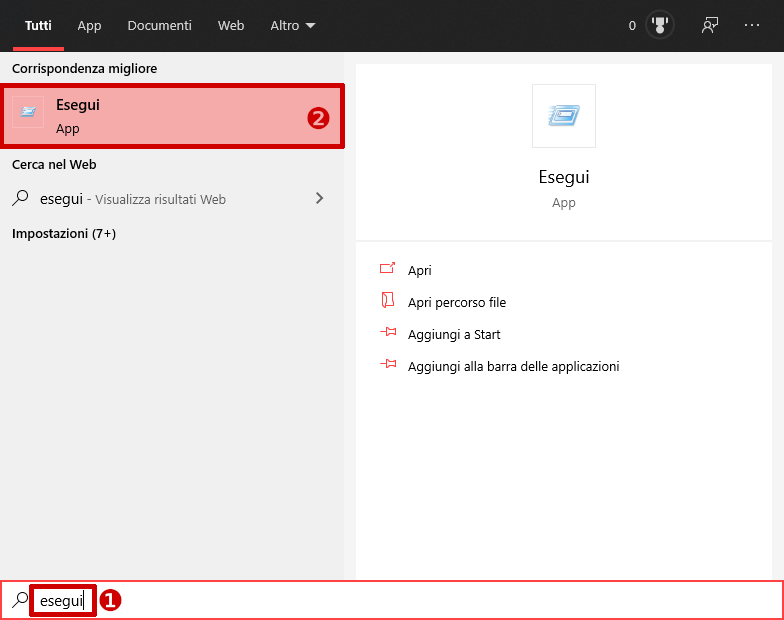 Tutti App Documenti Web Altro 0 ...
Corrispondenza migliore
Esegui
App
2
Cerca nel Web
esegui - Visualizza risultati Web
Impostazioni (7+)
Esegui
App
Apri
Apri percorso file
Aggiungi a Start
Aggiungi alla barra delle applicazioni
esegui 1